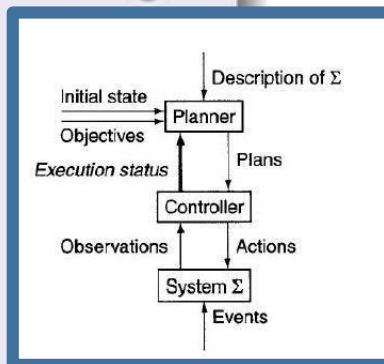 Description of Σ
Initial state
Planner
Objectives
Execution status
Plans
Controller
Observations
Actions
System Σ
Events